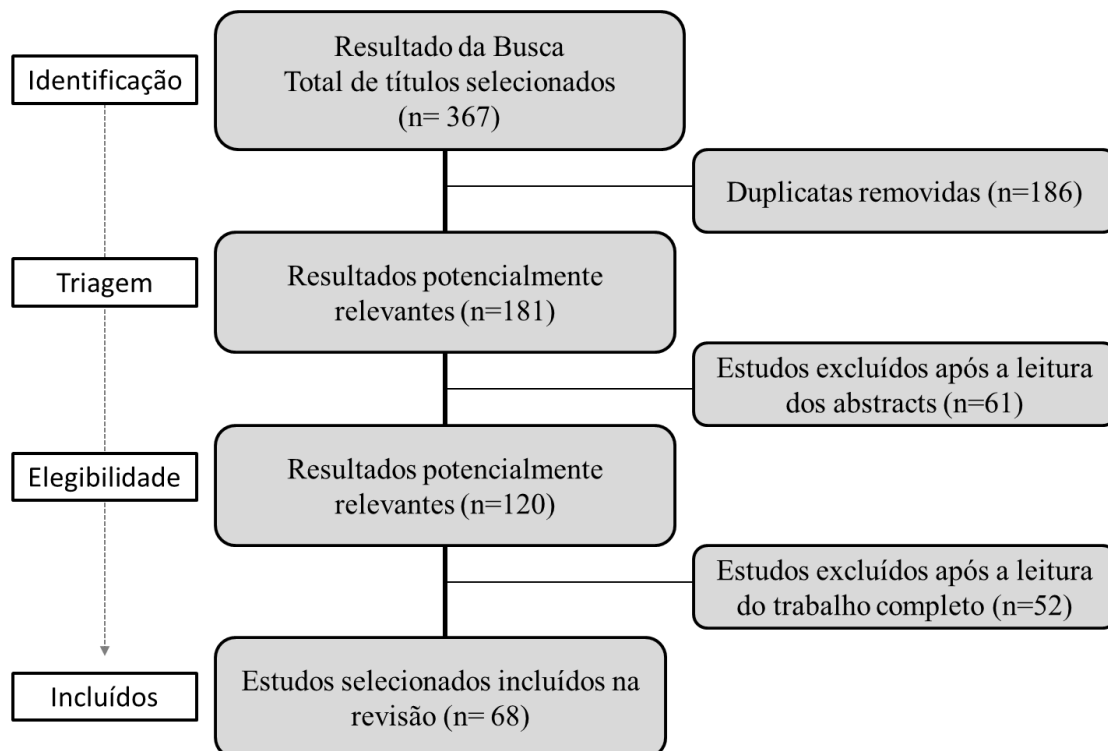 Identificação
Resultado da Busca
Total de títulos selecionados
(n= 367)
Duplicatas removidas (n=186)
Triagem
Resultados potencialmente
relevantes (n=181)
Estudos excluídos após a leitura
dos abstracts (n=61)
Elegibilidade
Resultados potencialmente
relevantes (n=120)
Estudos excluídos após a leitura
do trabalho completo (n=52)
Incluídos
Estudos selecionados incluídos na
revisão (n= 68)